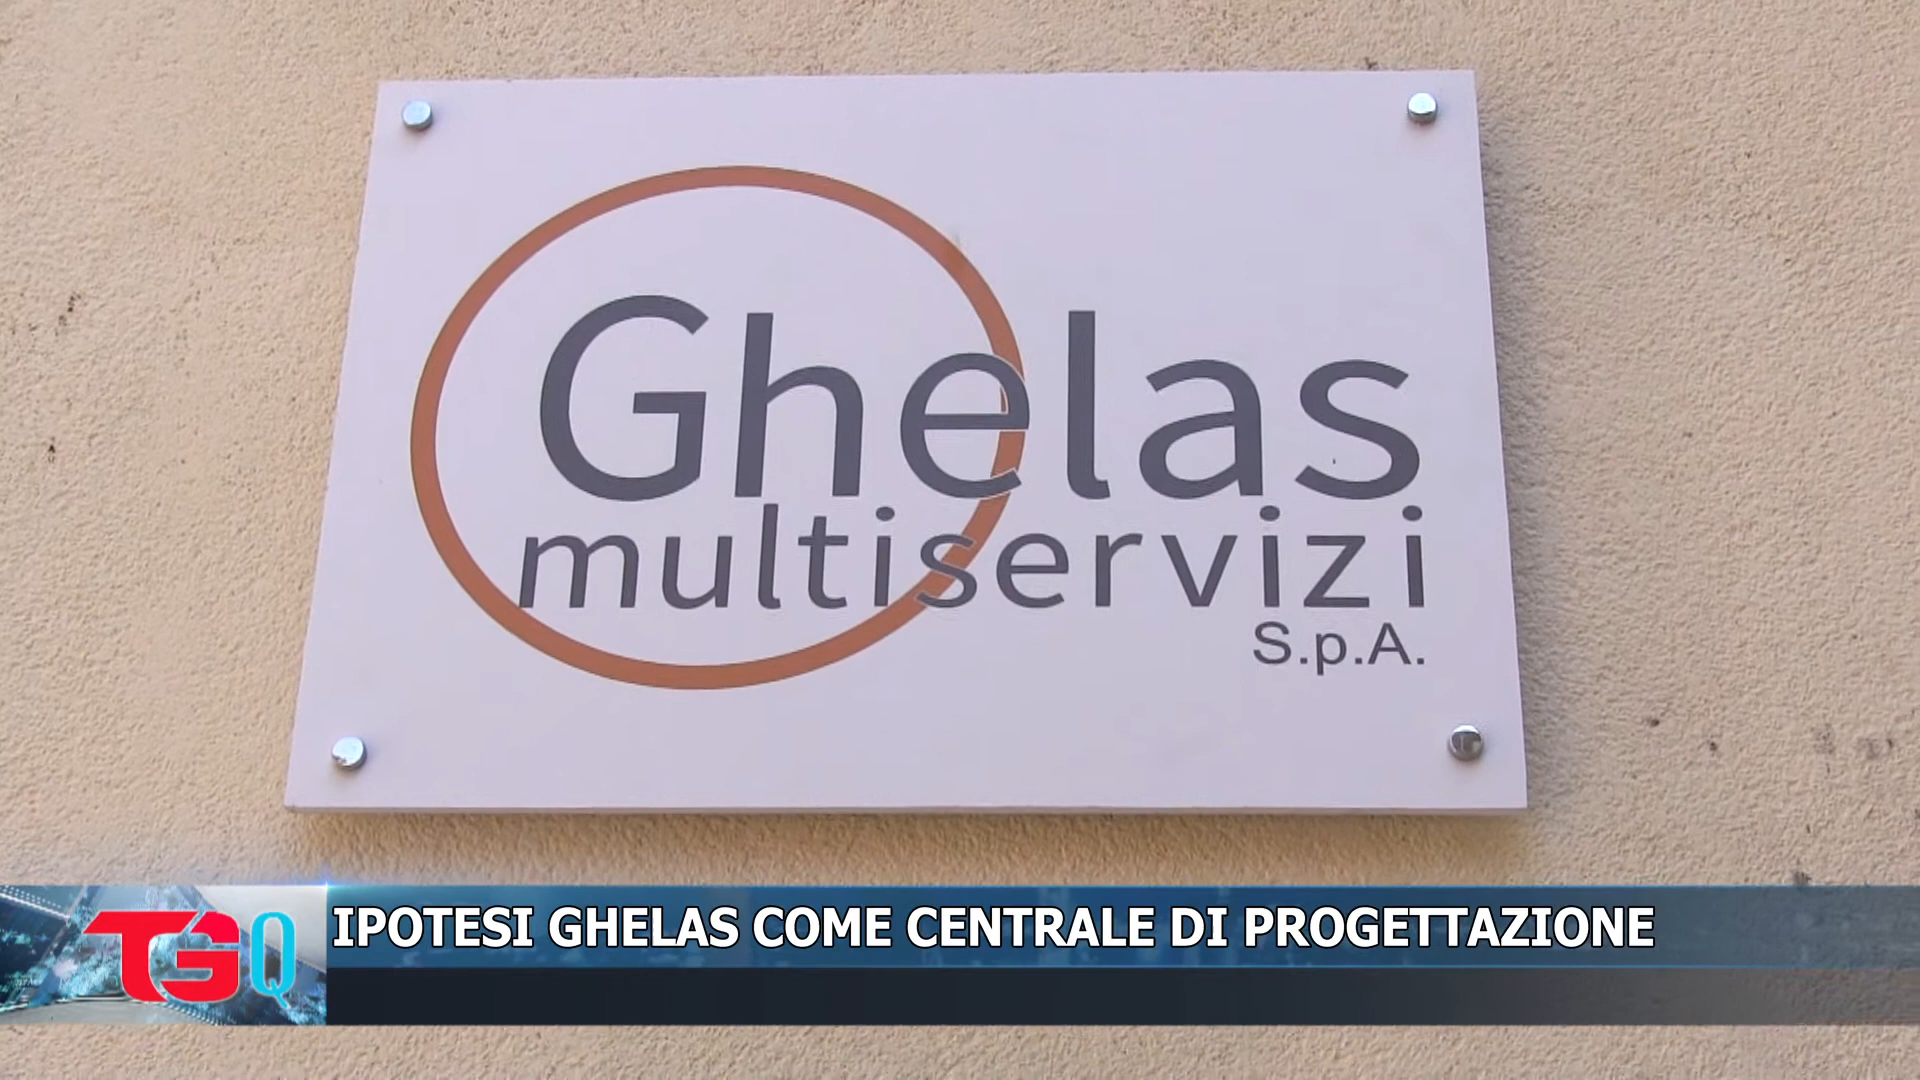 Ghelas
multiservizi
S.p.A.
TGQ
IPOTESI GHELAS COME CENTRALE DI PROGETTAZIONE